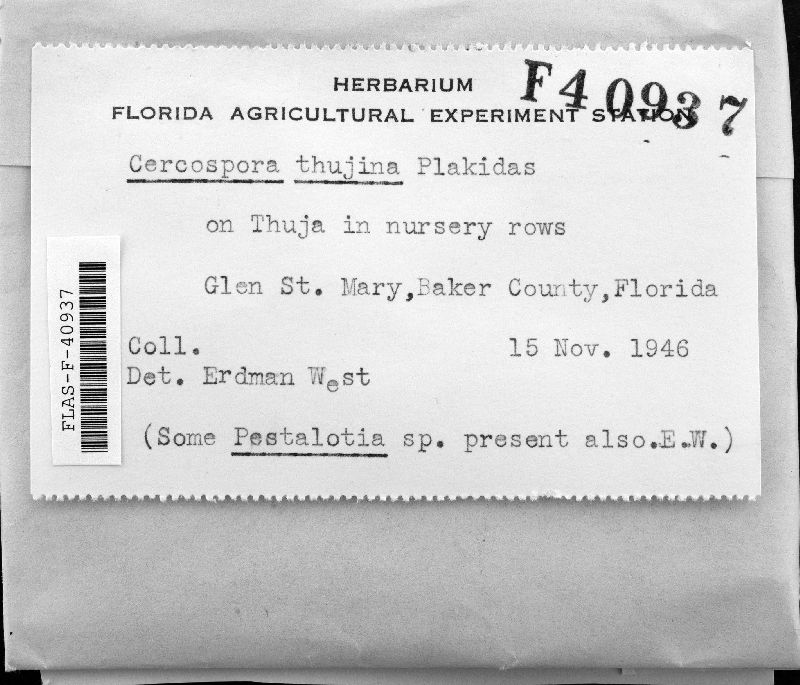 HERBARIUM
F40937
FLORIDA AGRICULTURAL EXPERIMENT STATION
Cercospora thujina Plakidas
on Thuja in nursery rows
Glen St. Mary,Baker County,Florida
Coll. 15 Nov. 1946
Det. Erdman West
(Some Pestalotia sp. present also.E.W.)
FLAS-F-40937